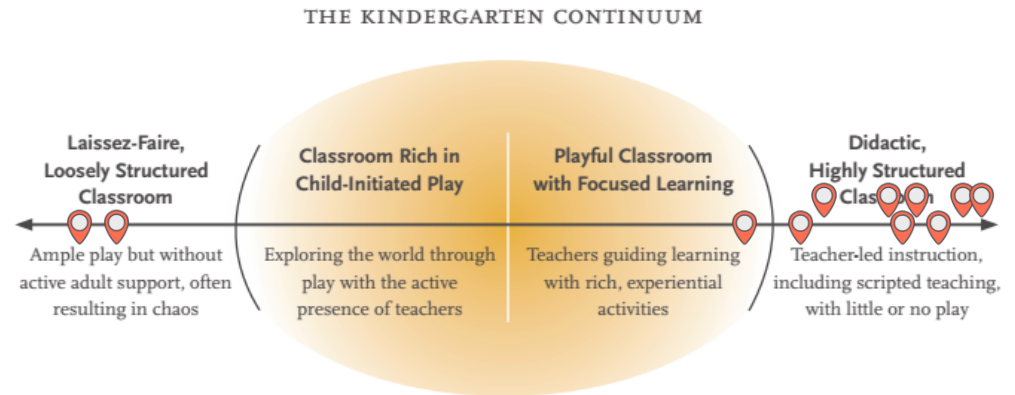 THE KINDERGARTEN CONTINUUM
Laissez-Faire,
Loosely Structured
Classroom
Ample play but without
active adult support, often
resulting in chaos
Classroom Rich in
Child-Initiated Play
Exploring the world through
play with the active
presence of teachers
Playful Classroom
with Focused Learning
Teachers guiding learning
with rich, experiential
activities
Didactic,
Highly Structured
Classroom
Teacher-led instruction,
including scripted teaching,
with little or no play